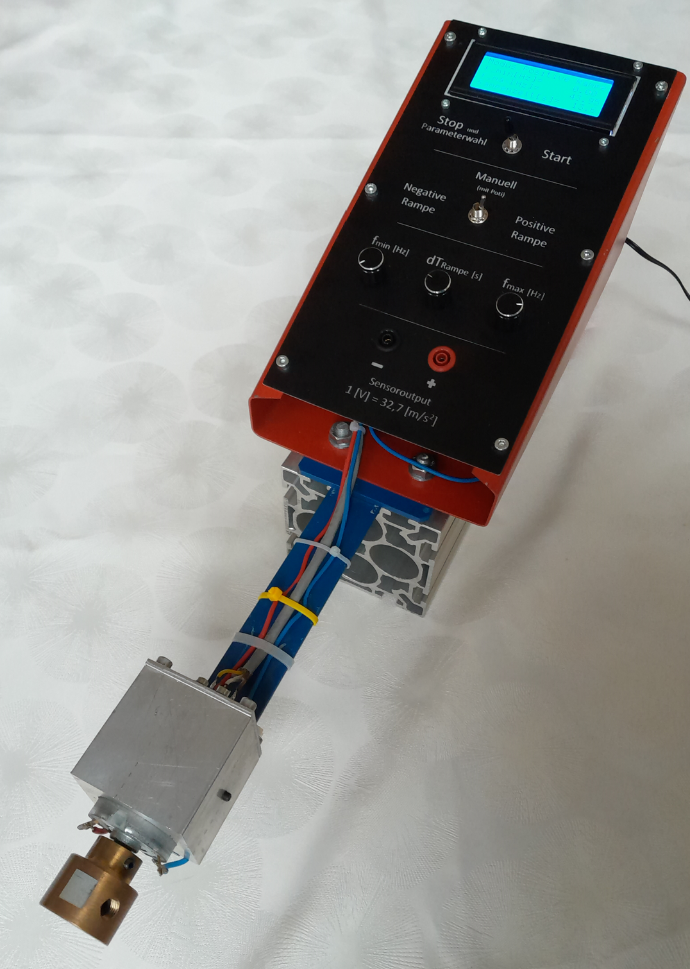 Stop und
Parameterwahl
Start
Manuell
(mit Poti)
Negative
Rampe
Positive
Rampe
fmin [Hz]
dTRampe [s]
fmax [Hz]
–
+
Sensoroutput
1 [V] = 32,7 [m/s²]